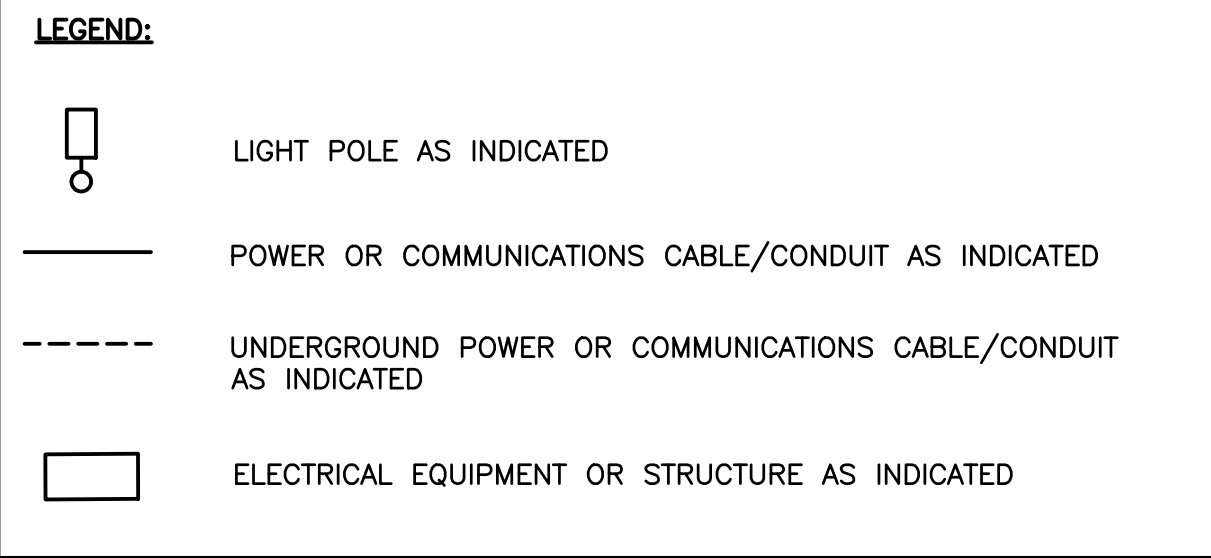 LEGEND:
LIGHT POLE AS INDICATED
POWER OR COMMUNICATIONS CABLE/CONDUIT AS INDICATED
UNDERGROUND POWER OR COMMUNICATIONS CABLE/CONDUIT
AS INDICATED
ELECTRICAL EQUIPMENT OR STRUCTURE AS INDICATED